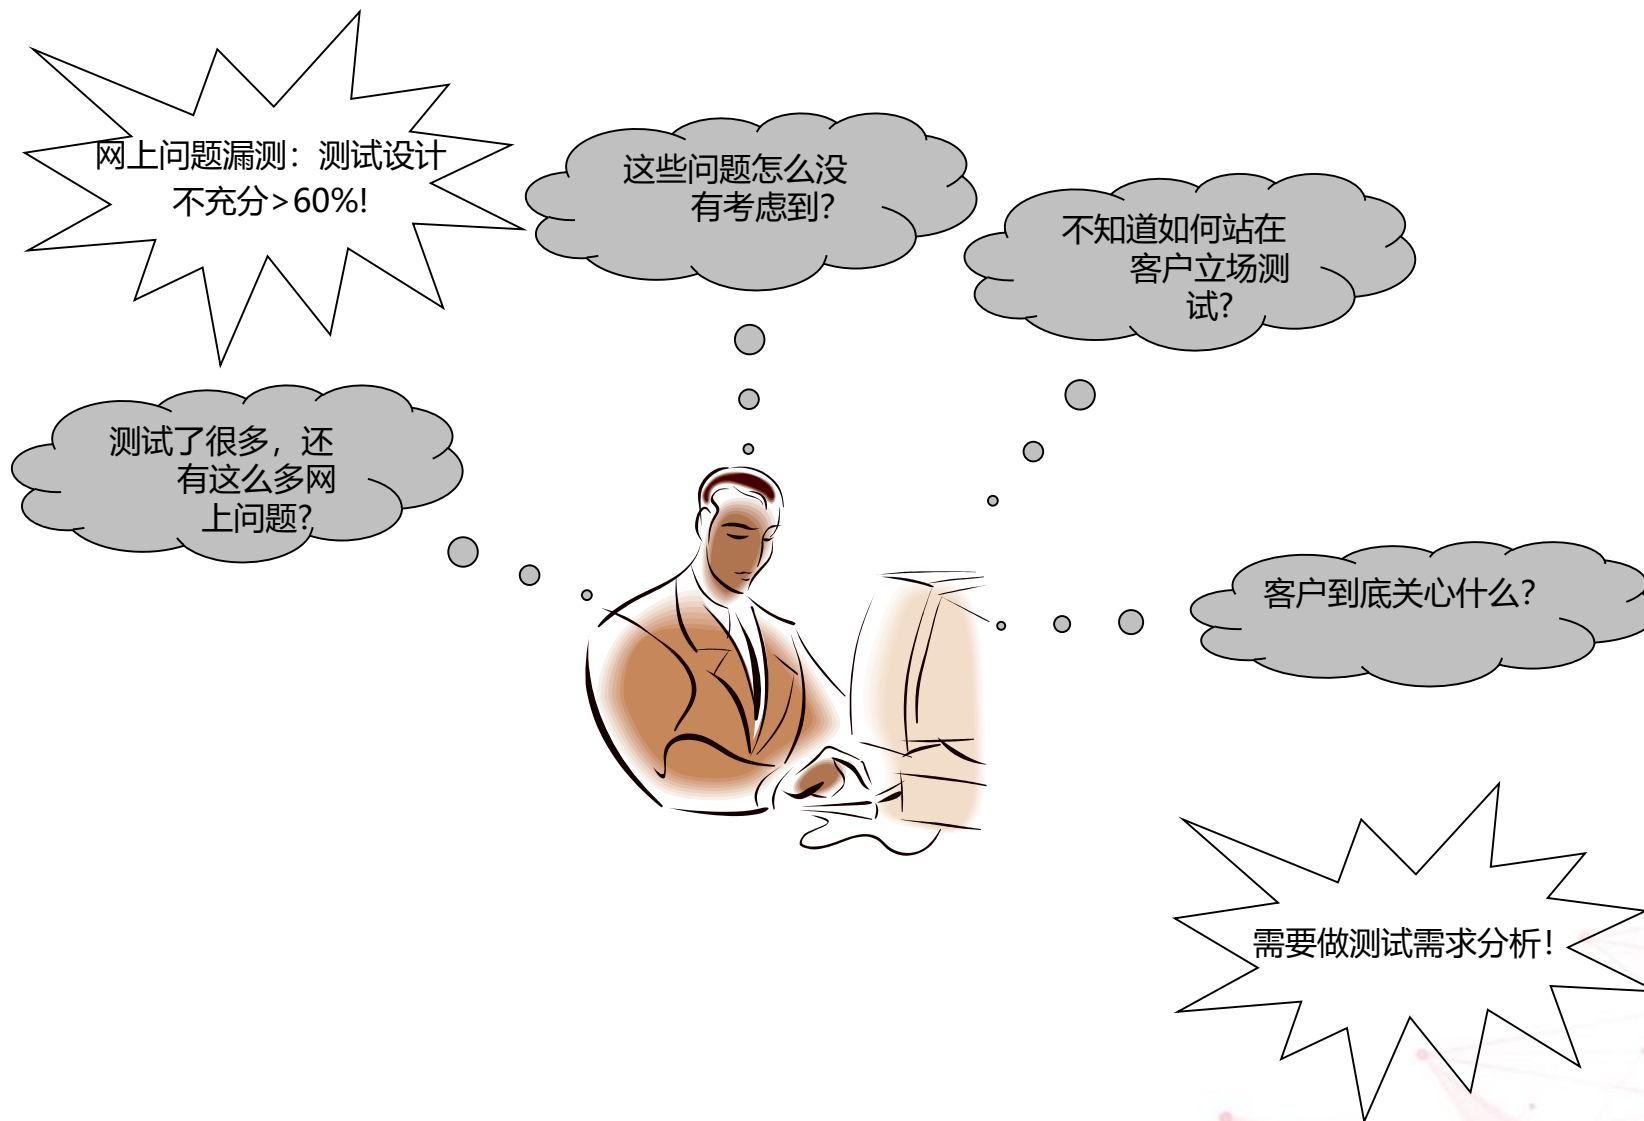 网上问题漏测：测试设计
不充分>60%!
这些问题怎么没
有考虑到?
不知道如何站在
客户立场测
试?
测试了很多，还
有这么多网
上问题?
客户到底关心什么?
需要做测试需求分析!